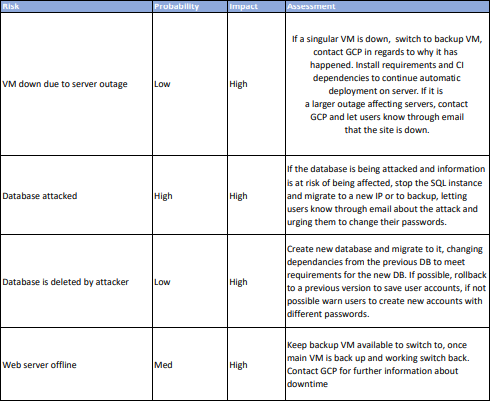 Risk Probability Impact Assessment
If a singular VM is down, switch to backup VM,
contact GCP in regards to why it has
happened. Install requirements and CI
dependencies to continue automatic
deployment on server. If it is
a larger outage affecting servers, contact
GCP and let users know through email
that the site is down.
VM down due to server outage Low High
If the database is being attacked and information
is at risk of being affected, stop the SQL instance
and migrate to a new IP or to backup, letting
users know through email about the attack and
urging them to change their passwords.
Database attacked High High
Create new database and migrate to it, changing
dependancies from the previous DB to meet
requirements for the new DB. If possible, rollback
to a previous version to save user accounts, if not
possible warn users to create new accounts with
different passwords.
Database is deleted by attacker Low High
Keep backup VM available to switch to, once
main VM is back up and working switch back.
Contact GCP for further information about
downtime
Web server offline Med High